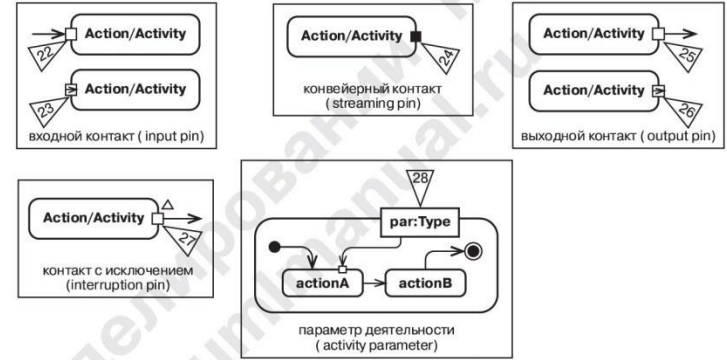 Action/Activity
22
Action/Activity
23
входной контакт ( input pin)
Action/Activity
24
конвейерный контакт
( streaming pin)
Action/Activity
25
Action/Activity
26
выходной контакт ( output pin)
Action/Activity
27
контакт с исключением
(interruption pin)
28
par:Type
actionA
actionB
параметр деятельности
( activity parameter)